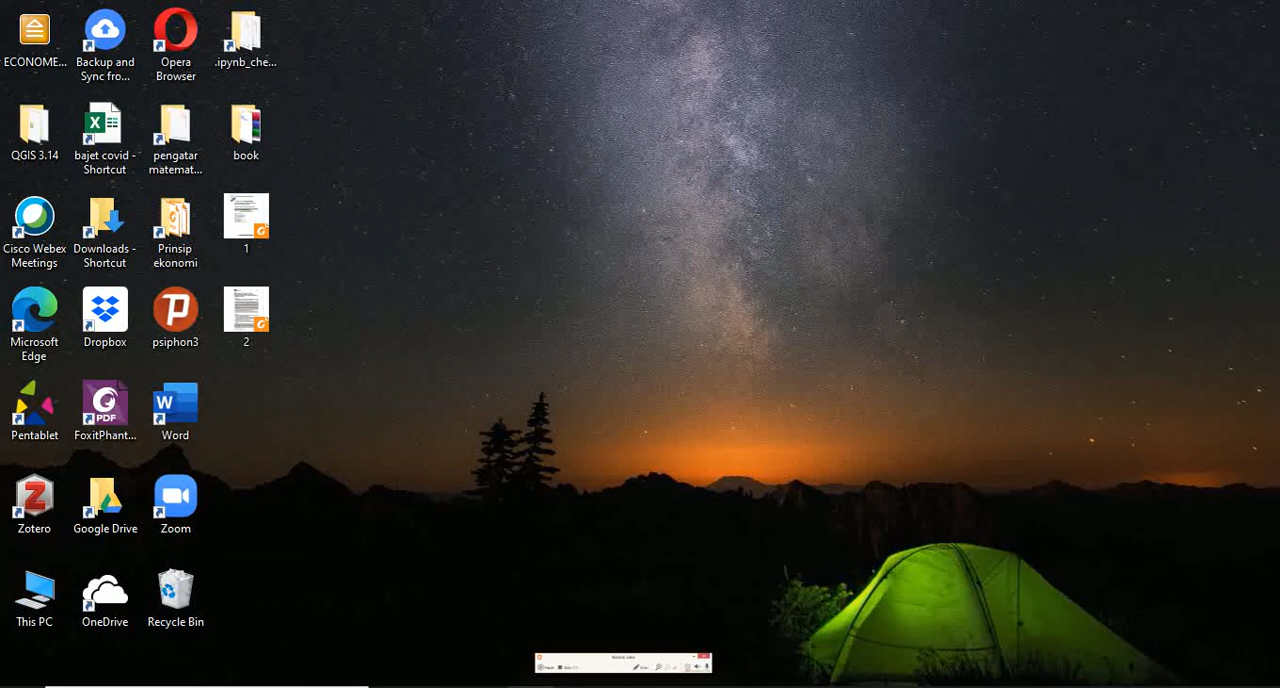 ECONOME...
Backup and
Sync fro...
Opera
Browser
.ipynb_che...
QGIS 3.14
bajet covid -
Shortcut
pengatar
matemat...
book
Cisco Webex
Meetings
Downloads -
Shortcut
Prinsip
ekonomi
1
Microsoft
Edge
Dropbox
psiphon3
2
Pentablet
FoxitPhant...
Word
Zotero
Google Drive
Zoom
This PC
OneDrive
Recycle Bin
PDF